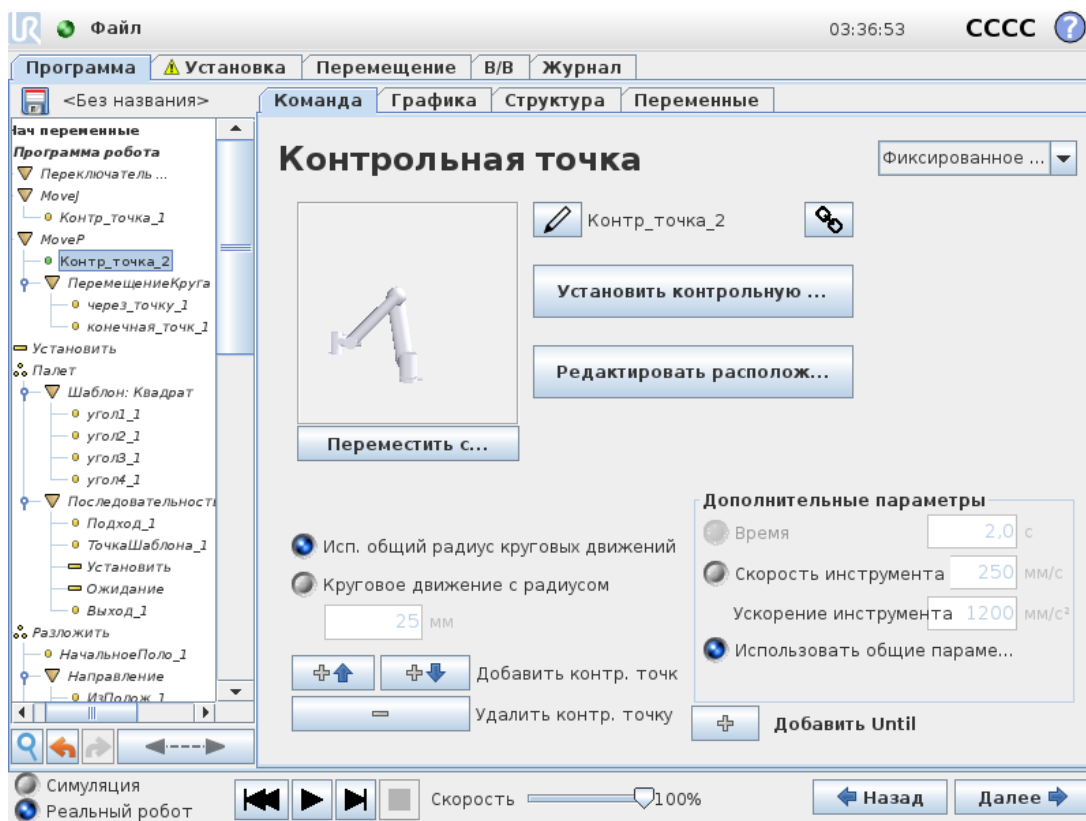 UR Файл 03:36:53 CCCC ?
Программа Установка Перемещение В/В Журнал
<Без названия> Команда Графика Структура Переменные
Нач переменные
Программа робота
Переключатель ...
MoveJ
Контр_точка_1
MoveP
Контр_точка_2
ПеремещениеКруга
через_точку_1
конечная_точк_1
Установить
Палет
Шаблон: Квадрат
угол1_1
угол2_1
угол3_1
угол4_1
Последовательность
Подход_1
ТочкаШаблона_1
Установить
Ожидание
Выход_1
Разложить
НачальноеПоло_1
Направление
ИзПолож_1
Контрольная точка
Фиксированное ...
Контр_точка_2
Установить контрольную ...
Редактировать располож...
Переместить с...
Исп. общий радиус круговых движений
Круговое движение с радиусом
25 мм
Добавить контр. точк
Удалить контр. точку
Дополнительные параметры
Время 2,0 с
Скорость инструмента 250 мм/с
Ускорение инструмента 1200 мм/с²
Использовать общие параме...
Добавить Until
Симуляция
Реальный робот
Скорость 100%
Назад Далее